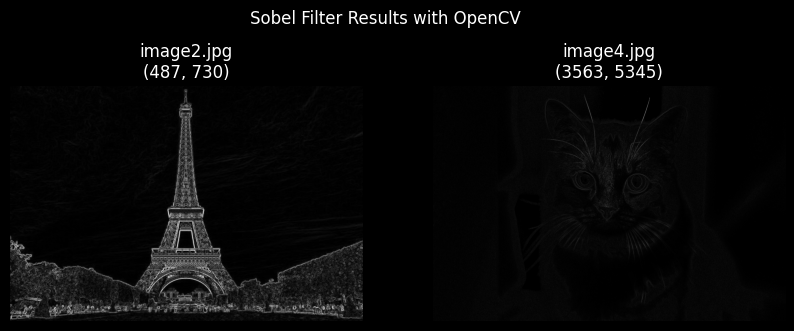 Sobel Filter Results with OpenCV
image2.jpg
(487, 730)
image4.jpg
(3563, 5345)